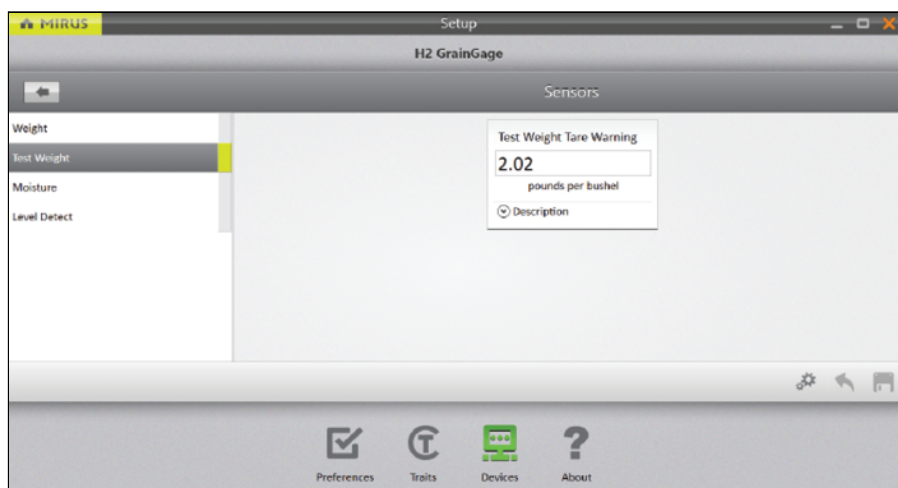 MIRUS
Setup
H2 GrainGage
Sensors
Weight
Test Weight
Moisture
Level Detect
Test Weight Tare Warning
2.02
pounds per bushel
Description
Preferences
Traits
Devices
About